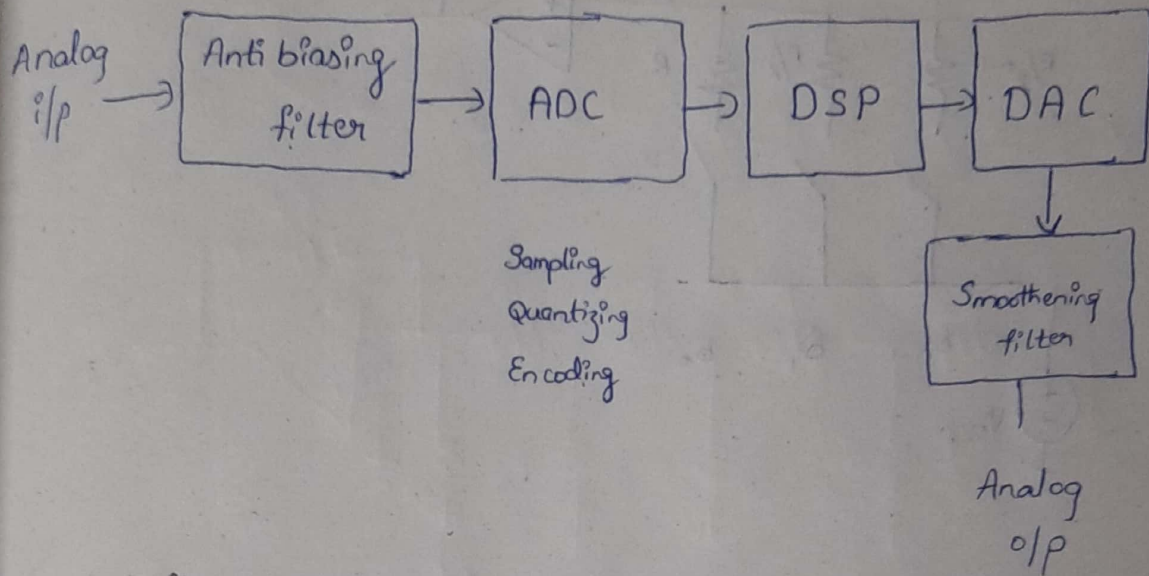 Analog
i/p
Anti biasing
filter
ADC
DSP
DAC.
Sampling
Quantizing
Encoding
Smoothening
filter
Analog
o/p